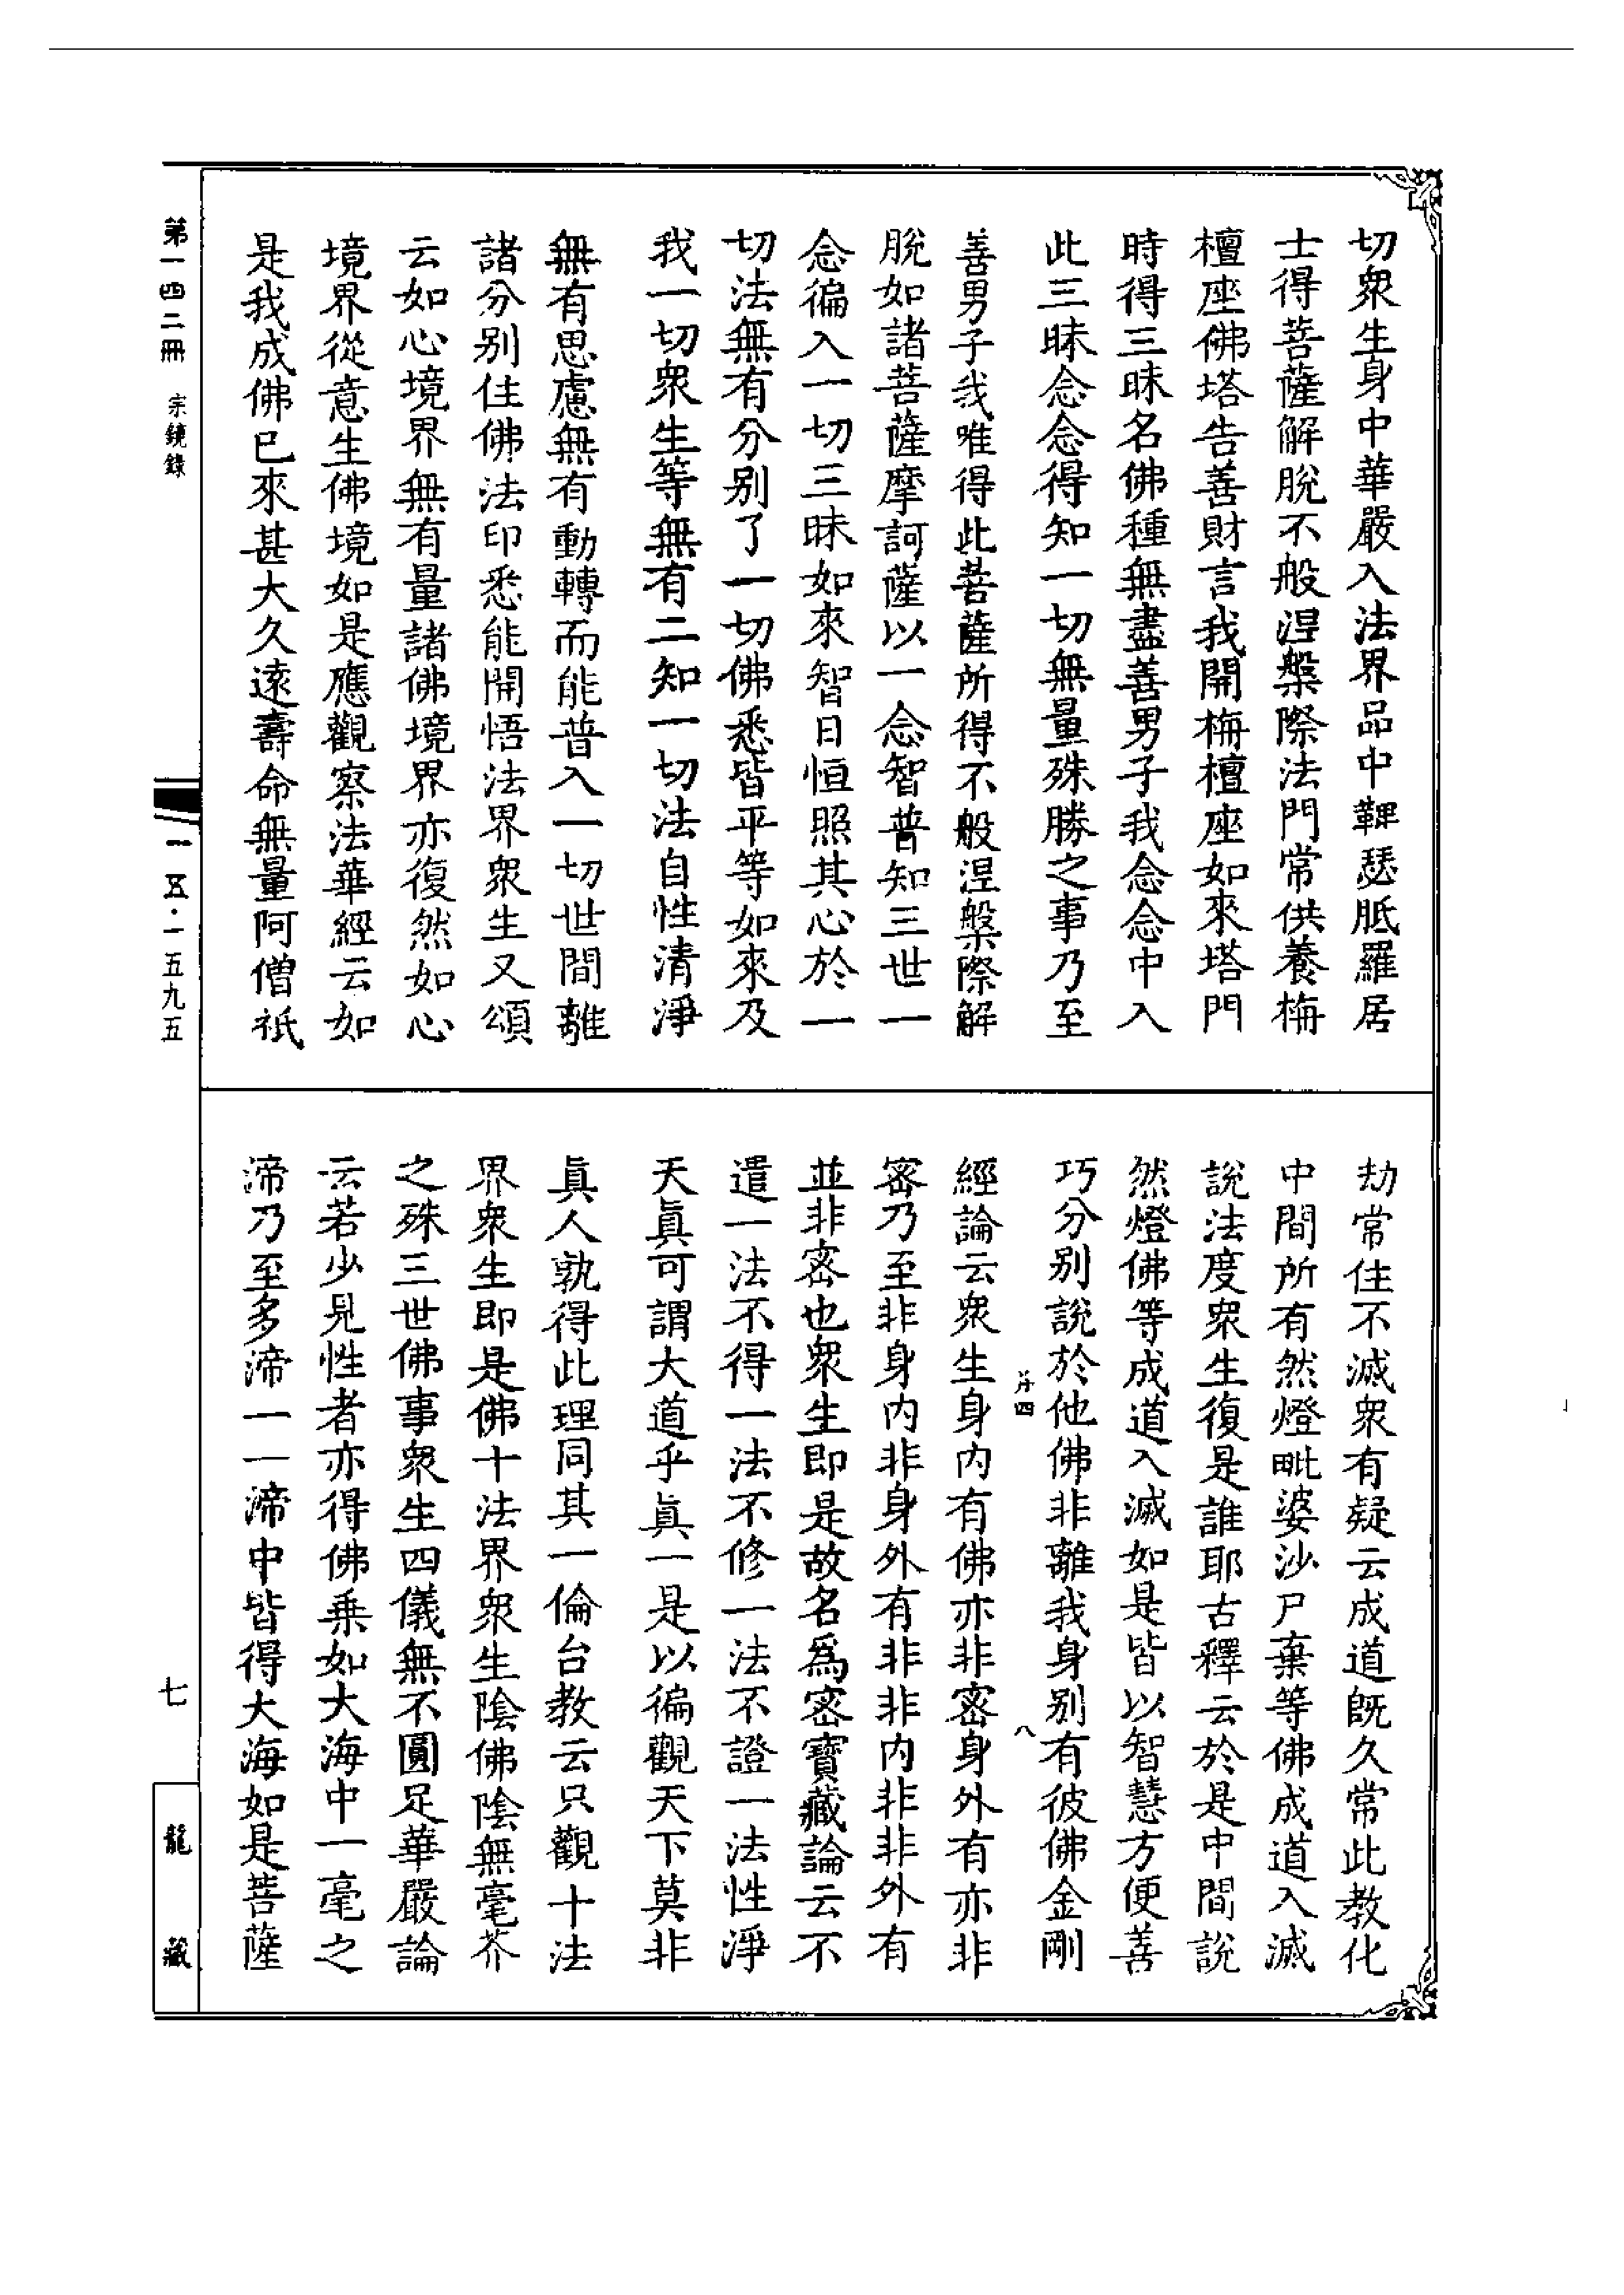 切衆生身中華嚴入法界品中鞞瑟胝羅居
士得菩薩解脫不般涅槃際法門常供養栴
檀座佛塔告善財言我開栴檀座如來塔門
時得三昧名佛種無盡善男子我念念中入
此三昧念念得知一切無量殊勝之事乃至
善男子我唯得此菩薩所得不般涅槃際解
脫如諸菩薩摩訶薩以一念智普知三世一
念徧入一切三昧如來智日恒照其心於一
切法無有分别了一切佛悉皆平等如來及
我一切衆生等無有二知一切法自性清淨
無有思慮無有動轉而能普入一切世間離
諸分别住佛法印悉能開悟法界衆生又頌
云如心境界無有量諸佛境界亦復然如心
境界從意生佛境如是應觀察法華經云如
是我成佛已來甚大久遠壽命無量阿僧祇
劫常住不滅衆有疑云成道既久常此教化
中間所有然燈毗婆沙尸棄等佛成道入滅
說法度衆生復是誰耶古釋云於是中間說
然燈佛等成道入滅如是皆以智慧方便善
巧分别說於他佛非離我身别有彼佛金剛
經論云衆生身内有佛亦非密身外有亦非
密乃至非身内非身外有非非内非非外有
並非密也衆生即是故名爲密寶藏論云不
遣一法不得一法不修一法不證一法性淨
天眞可謂大道乎眞一是以徧觀天下莫非
眞人孰得此理同其一倫台教云只觀十法
界衆生即是佛十法界衆生陰佛陰無毫芥
之殊三世佛事衆生四儀無不圓足華嚴論
云若少見性者亦得佛乗如大海中一毫之
渧乃至多渧一一渧中皆得大海如是菩薩
四
八
第一四二冊 宗鏡錄
一一五·一五九五
七
龍藏